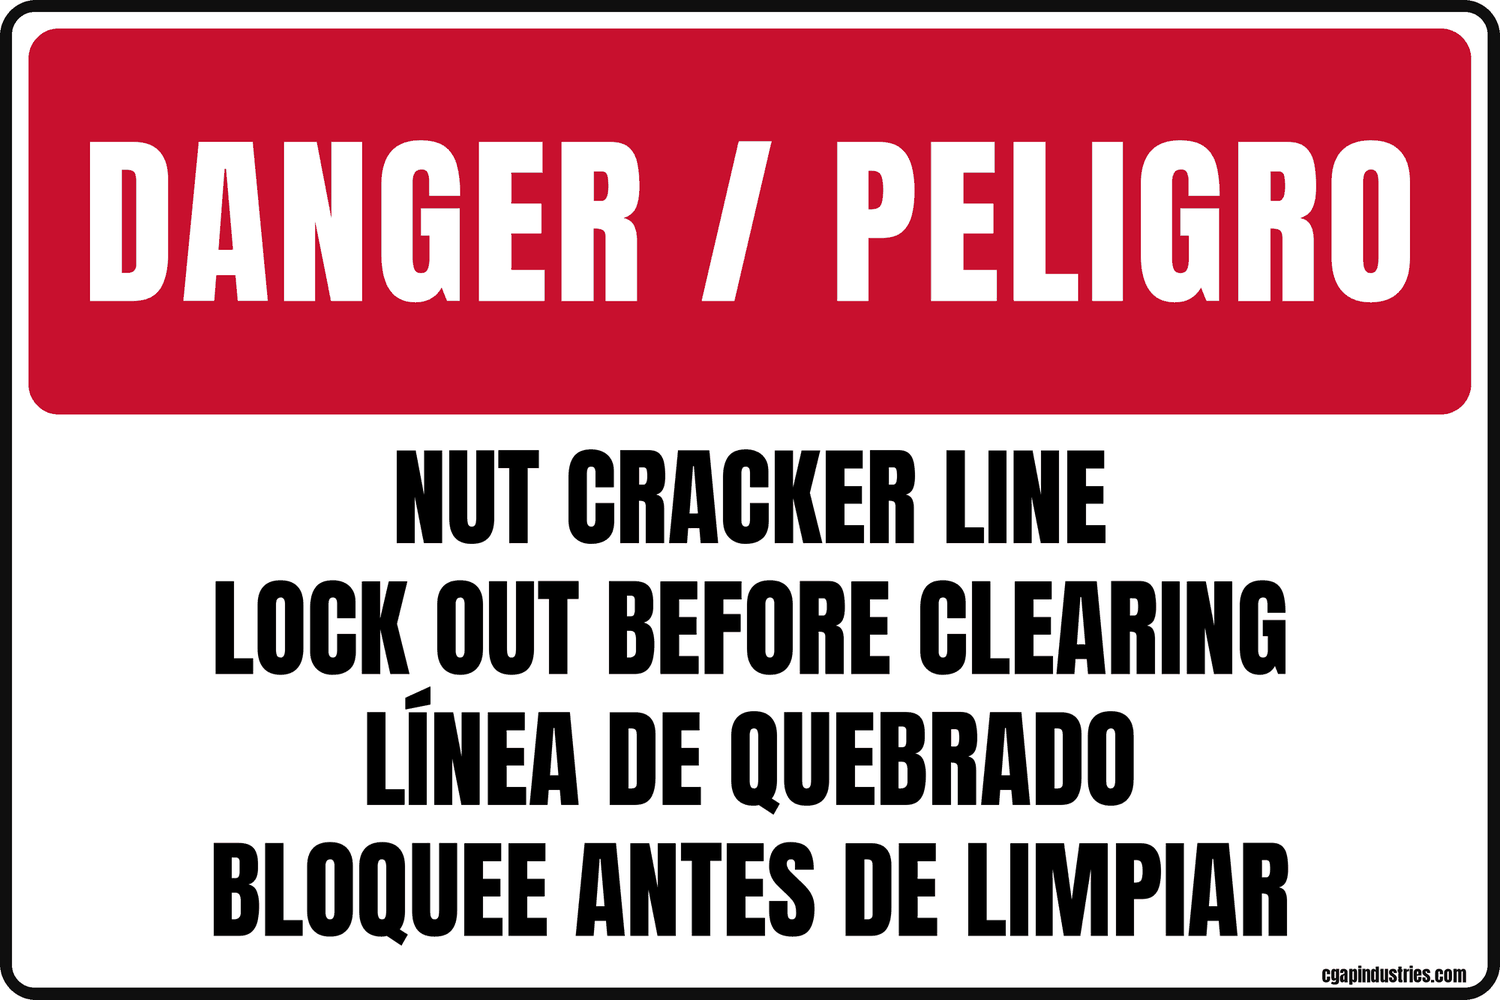 DANGER / PELIGRO
NUT CRACKER LINE
LOCK OUT BEFORE CLEARING
LÍNEA DE QUEBRADO
BLOQUEE ANTES DE LIMPIAR
cgapindustries.com